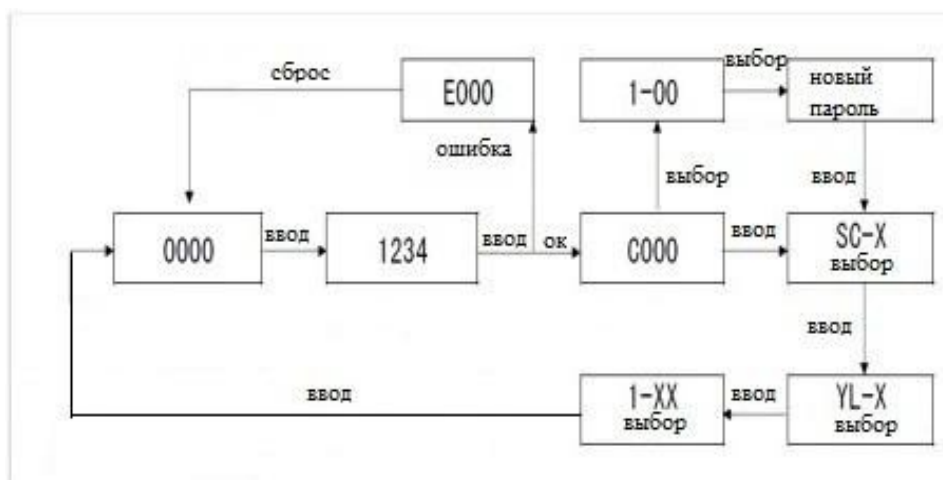 сброс
E000
ошибка
1-00
выбор
новый
пароль
выбор
ввод
0000
ввод
1234
ввод
ок
C000
ввод
SC-X
выбор
ввод
ввод
1-XX
выбор
ввод
YL-X
выбор